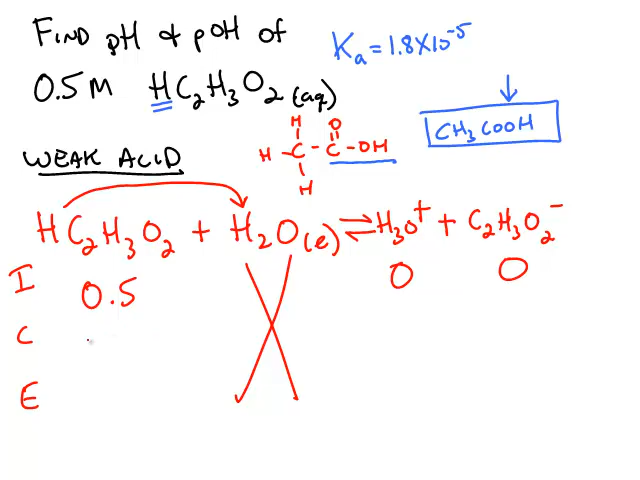 FIND pH & pOH of
Ka = 1.8X10⁻⁵
0.5M HC₂H₃O₂ (aq)
CH₃COOH
H O
H - C - C - OH
H
WEAK ACID
HC₂H₃O₂ + H₂O(l) ⇌ H₃O⁺ + C₂H₃O₂⁻
I 0.5 0 0
C
E